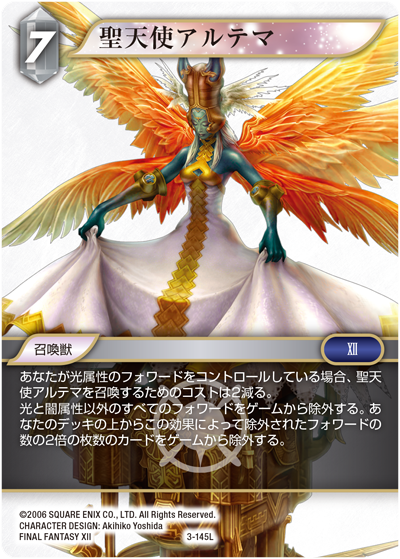 7
聖天使アルテマ
召喚獣
XII
あなたが光属性のフォワードをコントロールしている場合、聖天
使アルテマを召喚するためのコストは2減る。
光と闇属性以外のすべてのフォワードをゲームから除外する。あ
なたのデッキの上からこの効果によって除外されたフォワードの
数の2倍の枚数のカードをゲームから除外する。
©2006 SQUARE ENIX CO., LTD. All Rights Reserved.
CHARACTER DESIGN: Akihiko Yoshida
FINAL FANTASY XII
3-145L